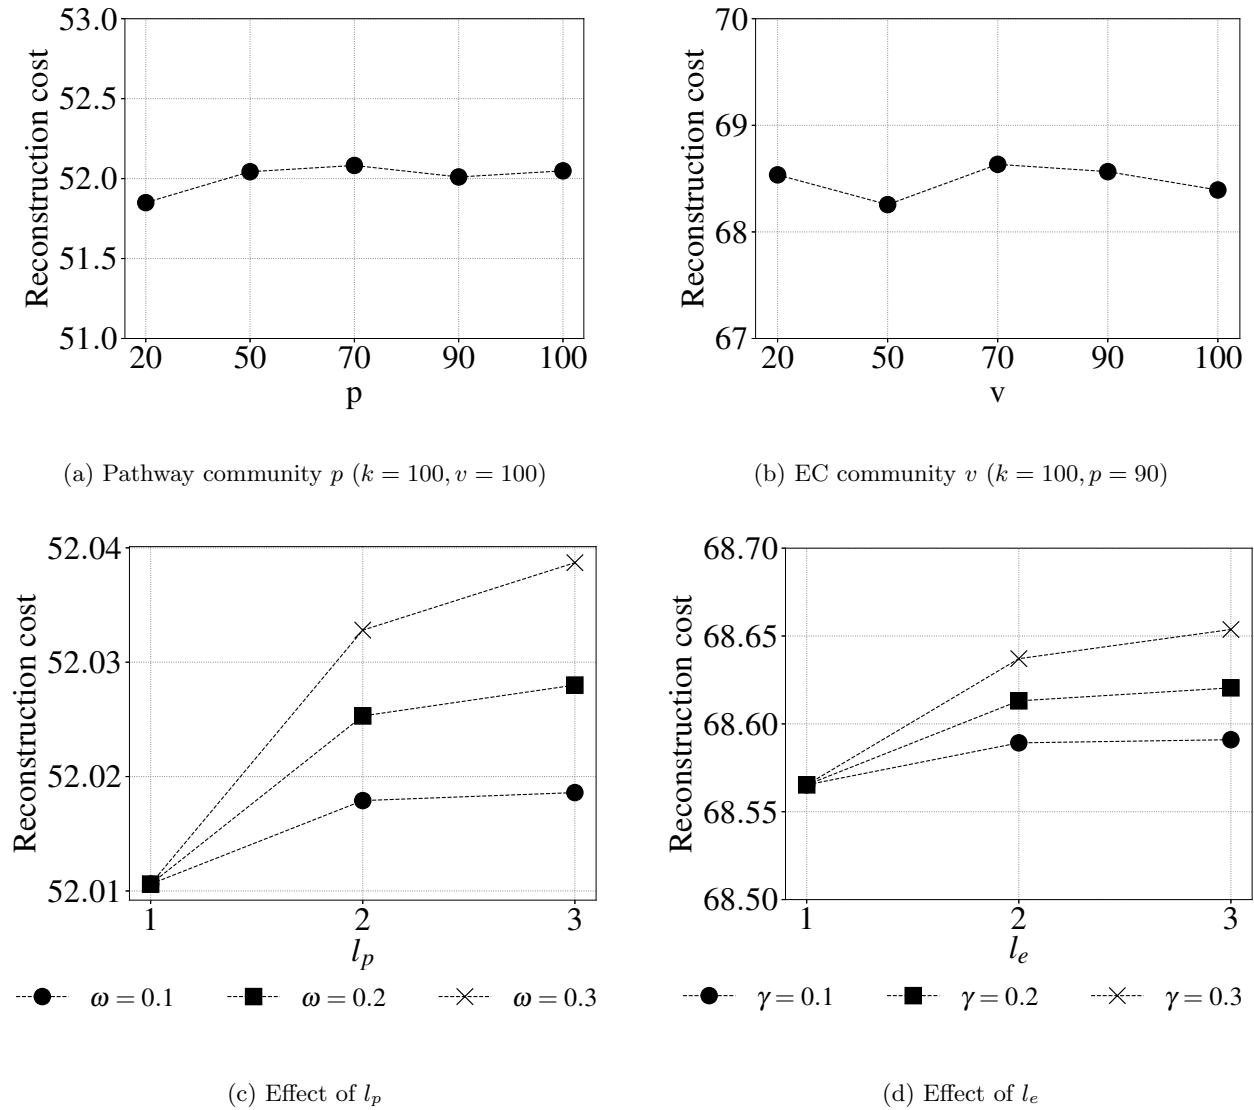 53.0
52.5
52.0
51.5
51.0
Reconstruction cost
20 50 70 90 100
p
(a) Pathway community p (k = 100, v = 100)
70
69
68
67
Reconstruction cost
20 50 70 90 100
v
(b) EC community v (k = 100, p = 90)
52.04
52.03
52.02
52.01
Reconstruction cost
1 2 3
l_p
ω = 0.1 ω = 0.2 ω = 0.3
(c) Effect of l_p
68.70
68.65
68.60
68.55
68.50
Reconstruction cost
1 2 3
l_e
γ = 0.1 γ = 0.2 γ = 0.3
(d) Effect of l_e